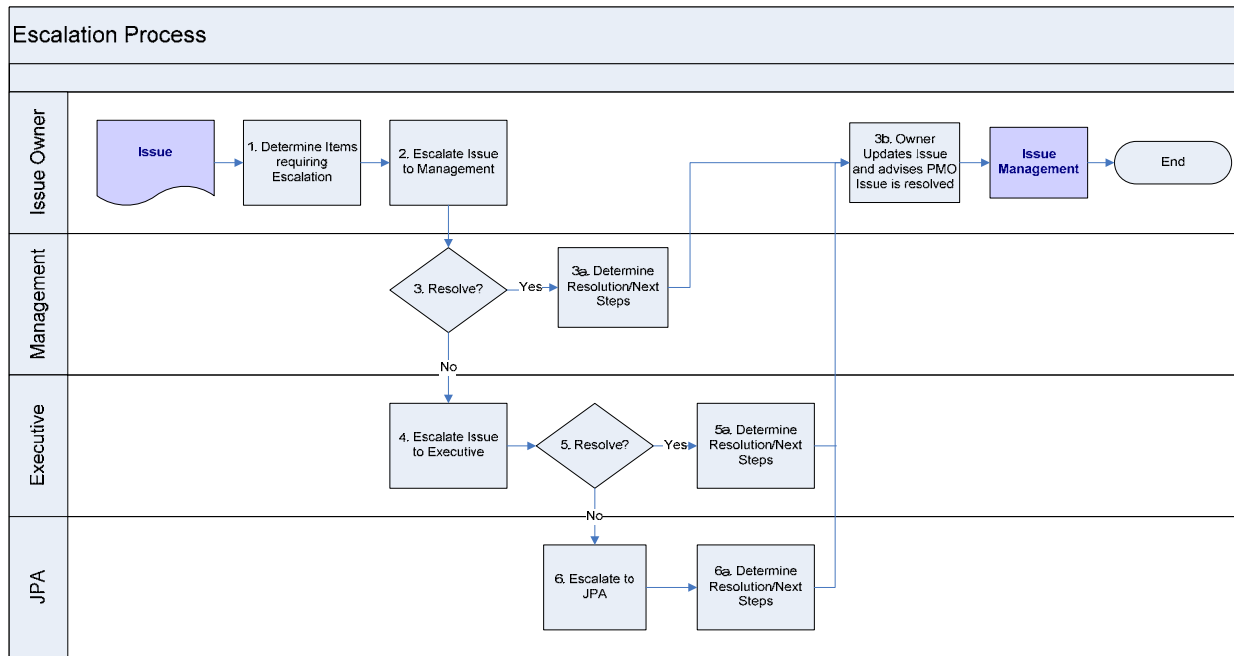 Escalation Process
Issue Owner
Issue
1. Determine Items
requiring
Escalation
2. Escalate Issue
to Management
3b. Owner
Updates Issue
and advises PMO
Issue is resolved
Issue
Management
End
Management
3. Resolve?
Yes
3a. Determine
Resolution/Next
Steps
No
Executive
4. Escalate Issue
to Executive
5. Resolve?
Yes
5a. Determine
Resolution/Next
Steps
No
JPA
6. Escalate to
JPA
6a. Determine
Resolution/Next
Steps